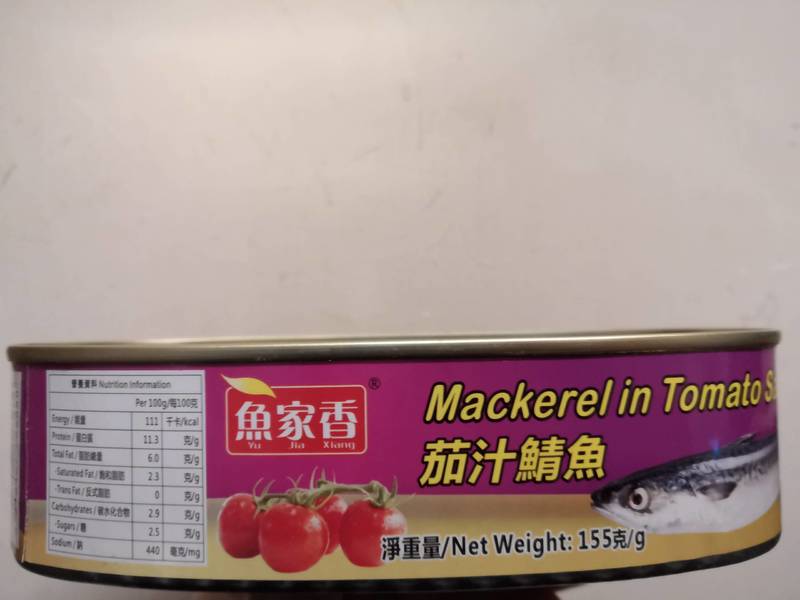 營養資料 Nutrition Information
Per 100g/每100克
Energy / 能量 111 千卡/kcal
Protein / 蛋白質 11.3 克/g
Total Fat / 脂肪總量 6.0 克/g
-Saturated Fat / 飽和脂肪 2.3 克/g
-Trans Fat / 反式脂肪 0 克/g
Carbohydrates / 碳水化合物 2.9 克/g
-Sugars / 糖 2.5 克/g
Sodium / 鈉 440 毫克/mg
魚家香®
Yu Jia Xiang
Mackerel in Tomato
茄汁鯖魚
淨重量/Net Weight: 155克/g